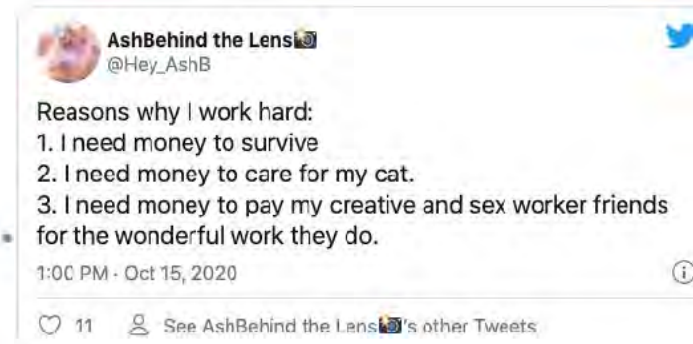 AshBehind the Lens📸
@Hey_AshB
Reasons why I work hard:
1. I need money to survive
2. I need money to care for my cat.
3. I need money to pay my creative and sex worker friends
for the wonderful work they do.
1:00 PM · Oct 15, 2020
11 See AshBehind the Lens📸's other Tweets